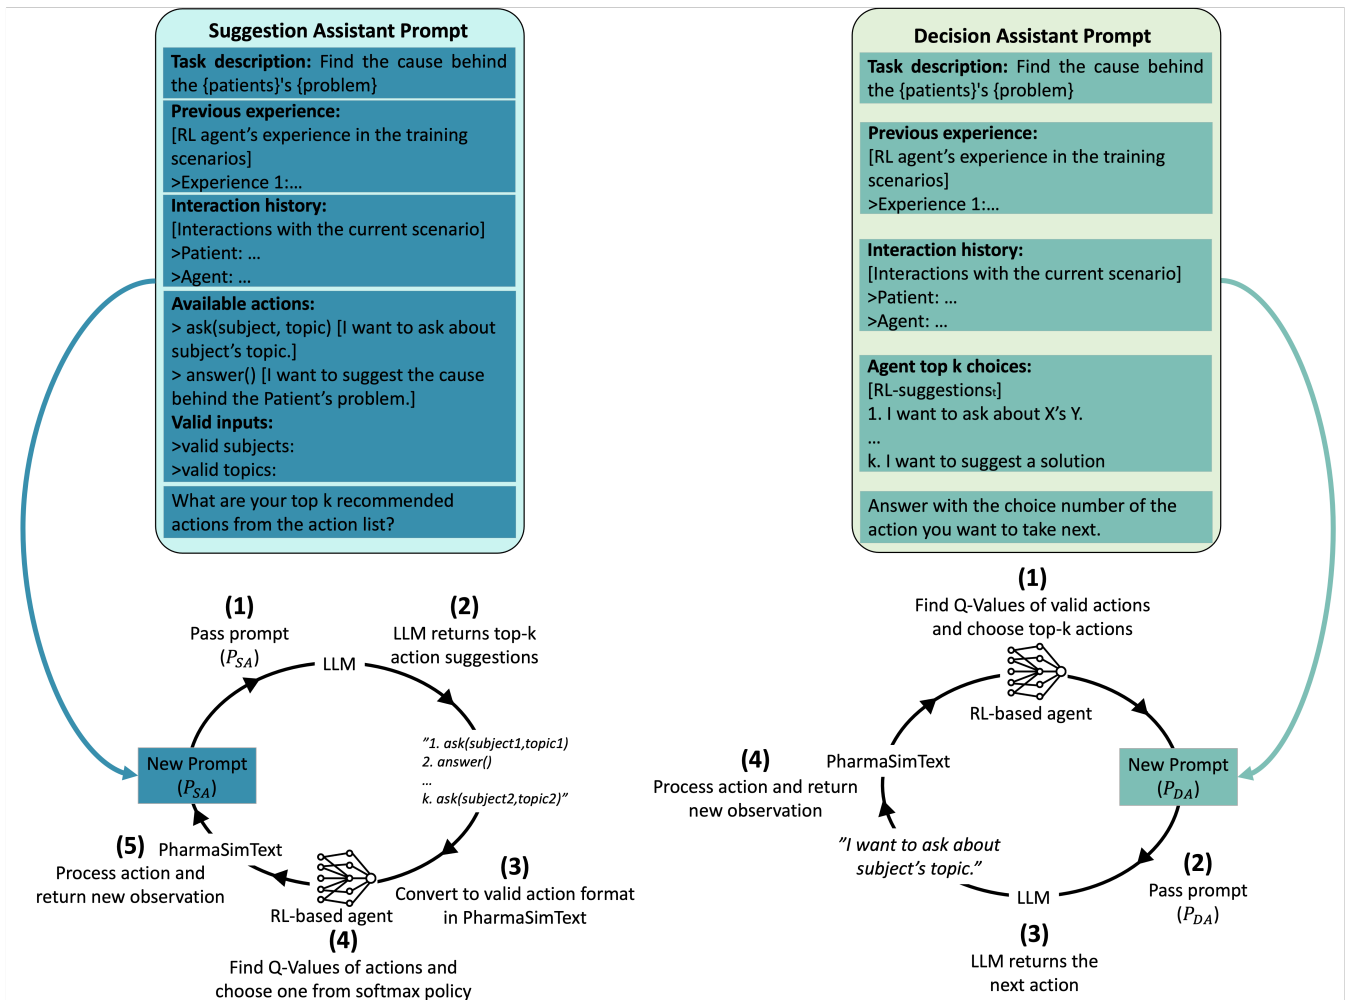 Suggestion Assistant Prompt
Task description: Find the cause behind
the {patients}'s {problem}
Previous experience:
[RL agent’s experience in the training
scenarios]
>Experience 1:...
Interaction history:
[Interactions with the current scenario]
>Patient: ...
>Agent: ...
Available actions:
> ask(subject, topic) [I want to ask about
subject’s topic.]
> answer() [I want to suggest the cause
behind the Patient’s problem.]
Valid inputs:
>valid subjects:
>valid topics:
What are your top k recommended
actions from the action list?
(1)
Pass prompt
(P_SA)
LLM
(2)
LLM returns top-k
action suggestions
”1. ask(subject1,topic1)
2. answer()
...
k. ask(subject2,topic2)”
(3)
Convert to valid action format
in PharmaSimText
RL-based agent
(4)
Find Q-Values of actions and
choose one from softmax policy
PharmaSimText
(5)
Process action and
return new observation
New Prompt
(P_SA)
Decision Assistant Prompt
Task description: Find the cause behind
the {patients}'s {problem}
Previous experience:
[RL agent’s experience in the training
scenarios]
>Experience 1:...
Interaction history:
[Interactions with the current scenario]
>Patient: ...
>Agent: ...
Agent top k choices:
[RL-suggestionsₜ]
1. I want to ask about X’s Y.
...
k. I want to suggest a solution
Answer with the choice number of the
action you want to take next.
(1)
Find Q-Values of valid actions
and choose top-k actions
RL-based agent
New Prompt
(P_DA)
(2)
Pass prompt
(P_DA)
LLM
(3)
LLM returns the
next action
”I want to ask about
subject’s topic.”
PharmaSimText
(4)
Process action and return
new observation